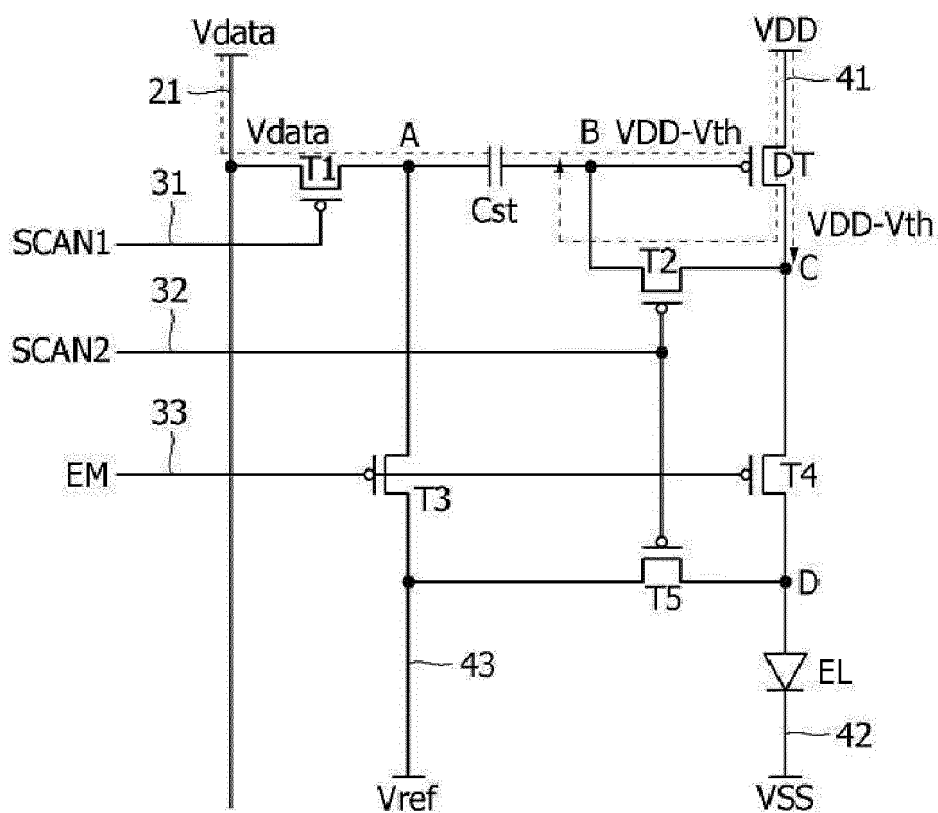 Vdata
VDD
21
41
Vdata
A
B
VDD-Vth
T1
DT
31
Cst
VDD-Vth
SCAN1
T2
C
32
SCAN2
33
EM
T3
T4
T5
D
43
EL
42
Vref
VSS